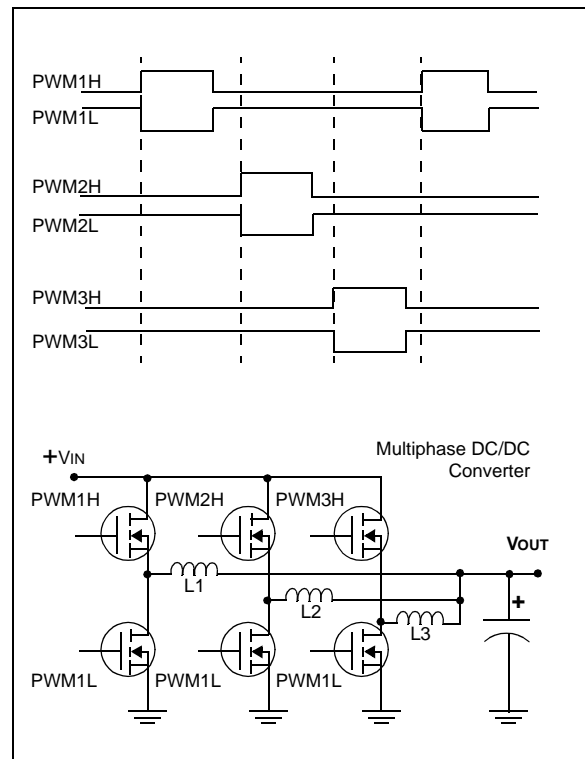 PWM1H
PWM1L
PWM2H
PWM2L
PWM3H
PWM3L
Multiphase DC/DC
Converter
+VIN
PWM1H PWM2H PWM3H
VOUT
L1
L2
L3
+
PWM1L PWM1L PWM1L